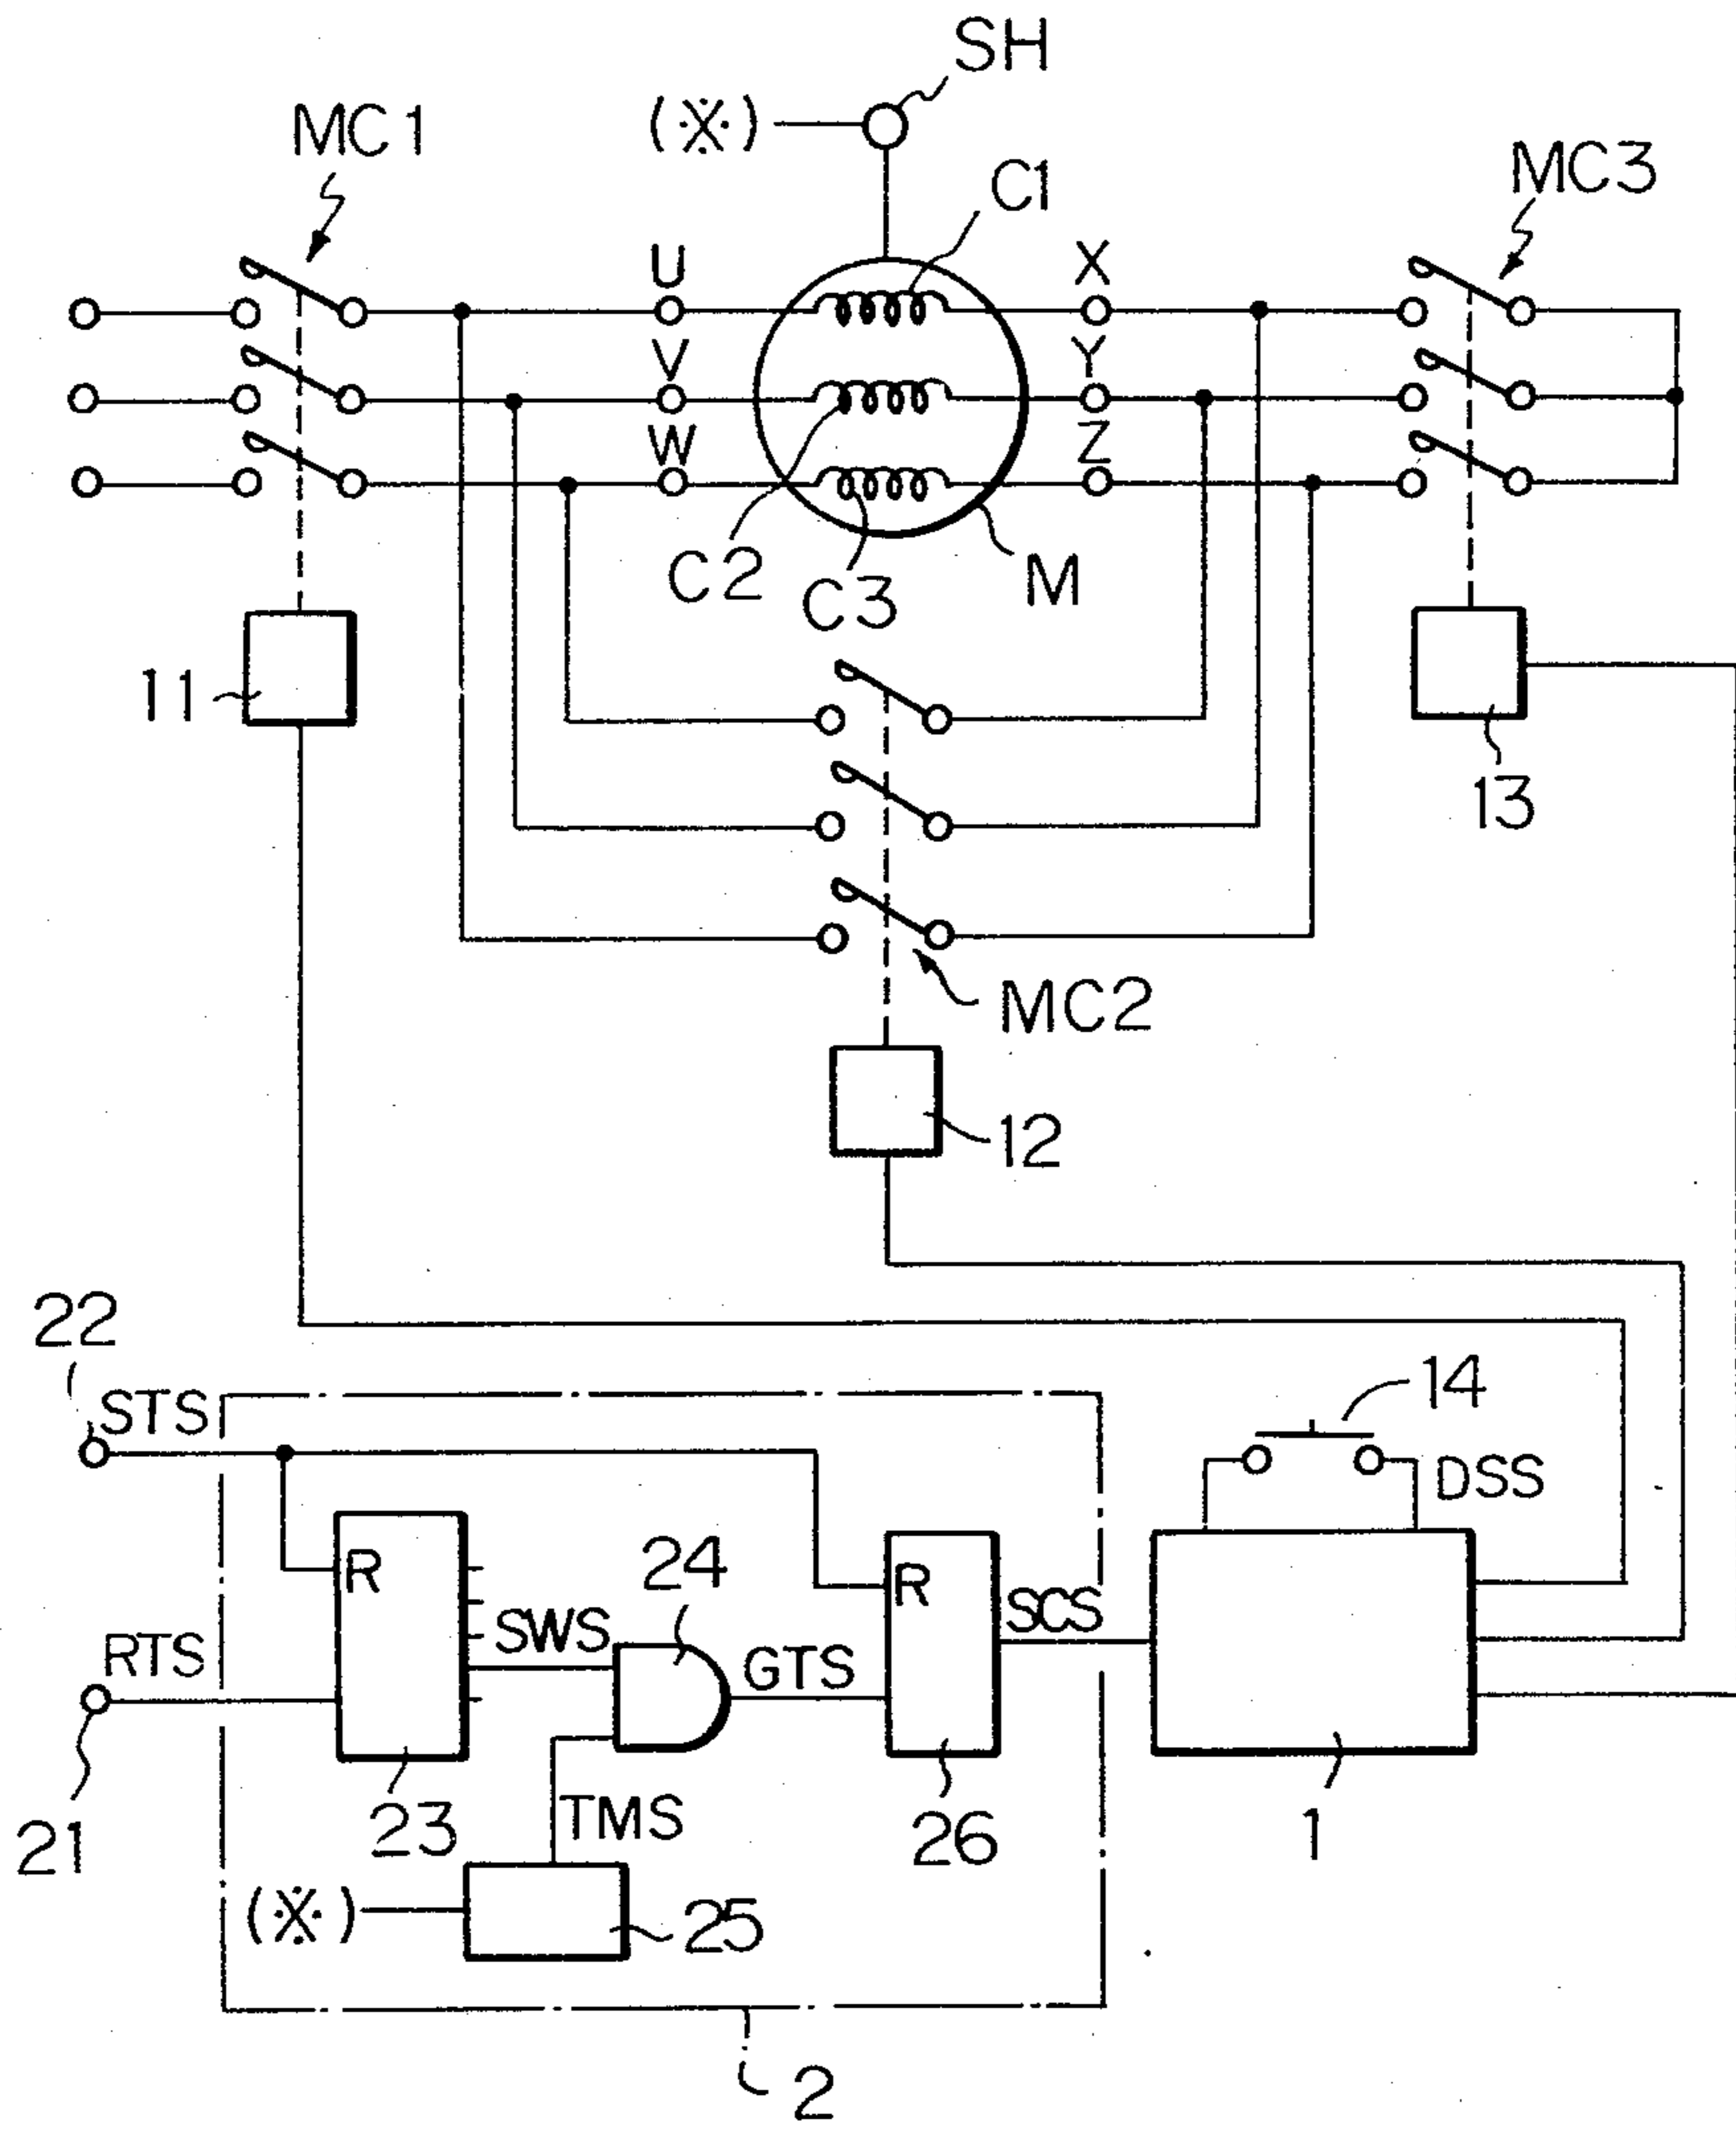 SH
(※)
MC1
C1
MC3
U
X
V
Y
W
Z
C2
C3
M
11
13
MC2
12
22
STS
14
DSS
24
R
R
SCS
RTS
SWS
GTS
21
23
TMS
26
1
(※)
25
2